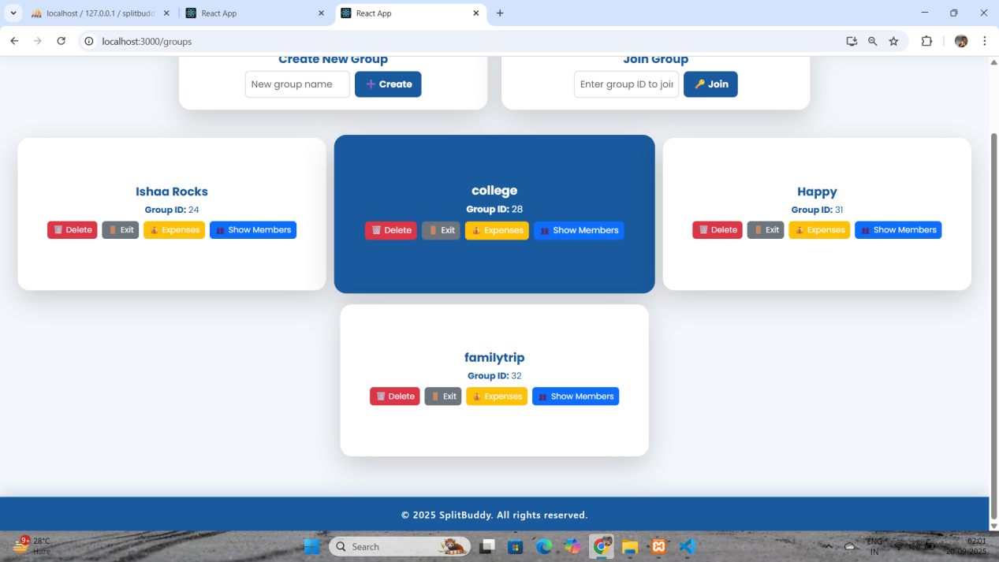 localhost / 127.0.0.1 / splitbudd
React App
React App
localhost:3000/groups
Create New Group
Join Group
New group name
➕ Create
Enter group ID to joi
🔑 Join
Ishaa Rocks
Group ID: 24
🗑️ Delete 🚪 Exit 💰 Expenses 👥 Show Members
college
Group ID: 28
🗑️ Delete 🚪 Exit 💰 Expenses 👥 Show Members
Happy
Group ID: 31
🗑️ Delete 🚪 Exit 💰 Expenses 👥 Show Members
familytrip
Group ID: 32
🗑️ Delete 🚪 Exit 💰 Expenses 👥 Show Members
© 2025 SplitBuddy. All rights reserved.
9+
28°C
Haze
Search
ENG
IN
02:01
20-09-2025